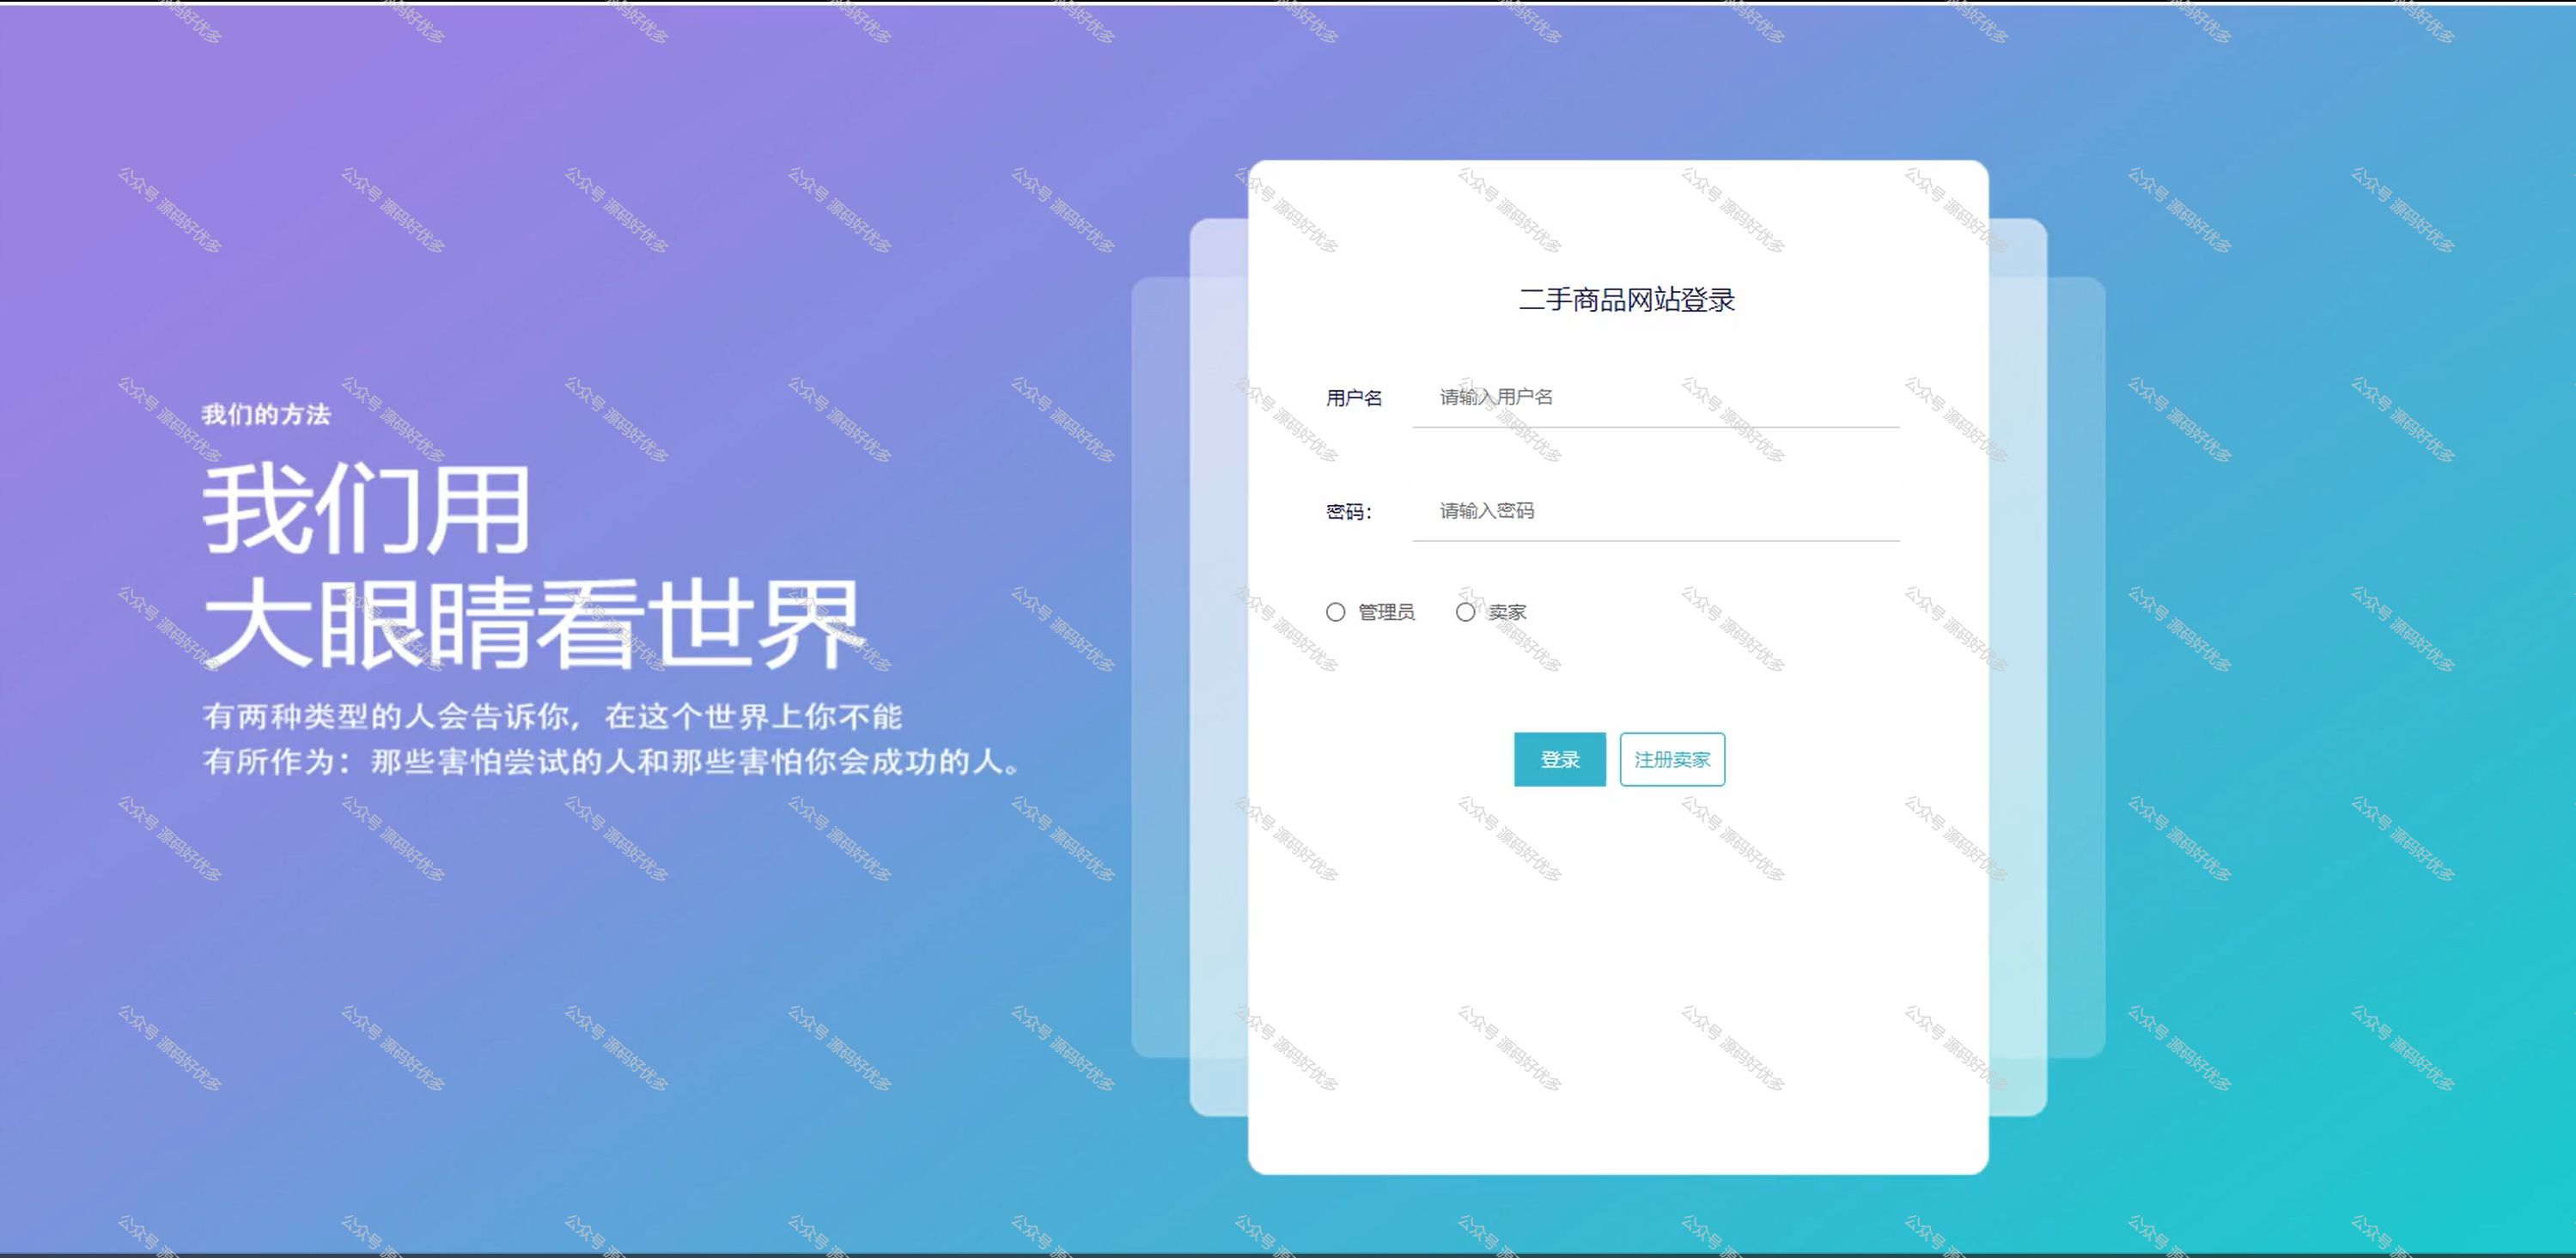 我们的方法
我们用
大眼睛看世界
有两种类型的人会告诉你，在这个世界上你不能
有所作为：那些害怕尝试的人和那些害怕你会成功的人。
二手商品网站登录
用户名 请输入用户名
密码： 请输入密码
管理员 卖家
登录 注册卖家
公众号 源码好优多